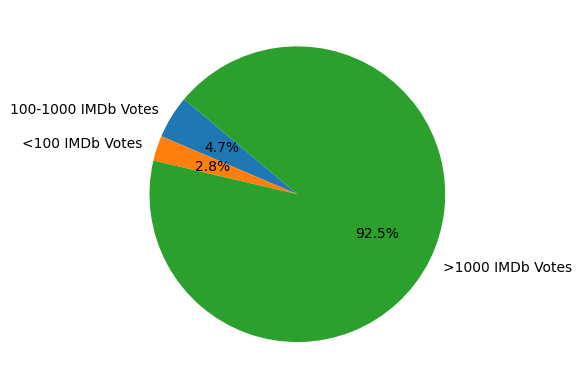 100-1000 IMDb Votes
<100 IMDb Votes
4.7%
2.8%
92.5%
>1000 IMDb Votes